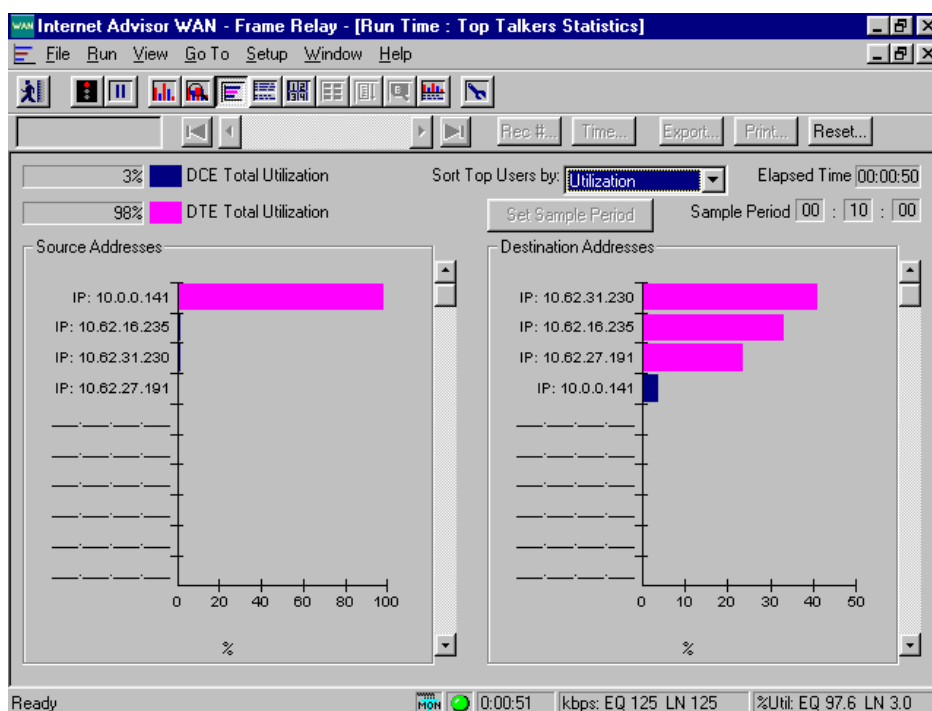 Internet Advisor WAN - Frame Relay - [Run Time : Top Talkers Statistics]
File Run View Go To Setup Window Help
Rec #... Time... Export... Print... Reset...
3% DCE Total Utilization
98% DTE Total Utilization
Sort Top Users by: Utilization
Elapsed Time 00:00:50
Set Sample Period
Sample Period 00 : 10 : 00
Source Addresses
IP: 10.0.0.141
IP: 10.62.16.235
IP: 10.62.31.230
IP: 10.62.27.191
0 20 40 60 80 100
%
Destination Addresses
IP: 10.62.31.230
IP: 10.62.16.235
IP: 10.62.27.191
IP: 10.0.0.141
0 10 20 30 40 50
%
Ready
MON
0:00:51
kbps: EQ 125 LN 125
%Util: EQ 97.6 LN 3.0